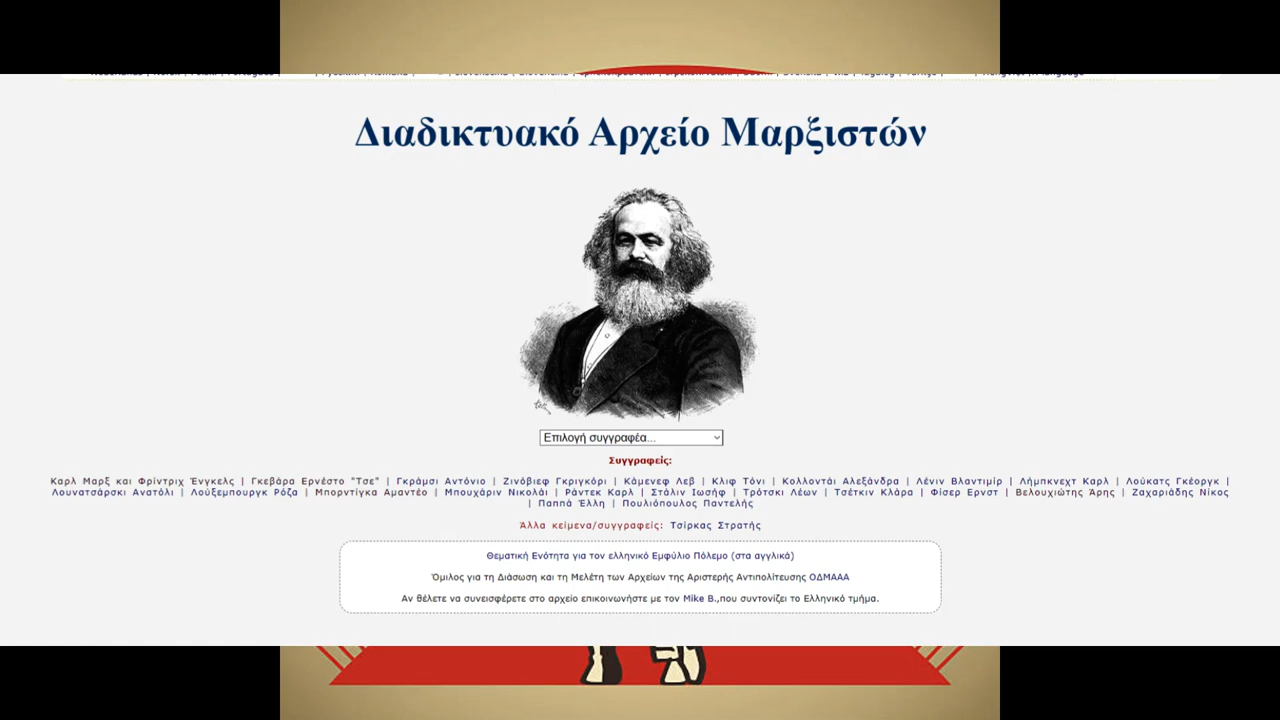 Διαδικτυακό Αρχείο Μαρξιστών
Επιλογή συγγραφέα...
Συγγραφείς:
Καρλ Μαρξ και Φρίντριχ Ένγκελς | Γκεβάρα Ερνέστο "Τσε" | Γκράμσι Αντόνιο | Ζινόβιεφ Γκριγκόρι | Κάμενεφ Λεβ | Κλιφ Τόνι | Κολλοντάι Αλεξάνδρα | Λένιν Βλαντιμίρ | Λήμπκνεχτ Καρλ | Λούκατς Γκέοργκ |
Λουνατσάρσκι Ανατόλι | Λούξεμπουργκ Ρόζα | Μπορντίγκα Αμαντέο | Μπουχάριν Νικολάι | Ράντεκ Καρλ | Στάλιν Ιωσήφ | Τρότσκι Λέων | Τσέτκιν Κλάρα | Φίσερ Ερνστ | Βελουχιώτης Άρης | Ζαχαριάδης Νίκος
| Παππά Έλλη | Πουλιόπουλος Παντελής
Άλλα κείμενα/συγγραφείς: Τσίρκας Στρατής
Θεματική Ενότητα για τον ελληνικό Εμφύλιο Πόλεμο (στα αγγλικά)
Όμιλος για τη Διάσωση και τη Μελέτη των Αρχείων της Αριστερής Αντιπολίτευσης ΟΔΜΑΑΑ
Αν θέλετε να συνεισφέρετε στο αρχείο επικοινωνήστε με τον Mike B.,που συντονίζει το Ελληνικό τμήμα.